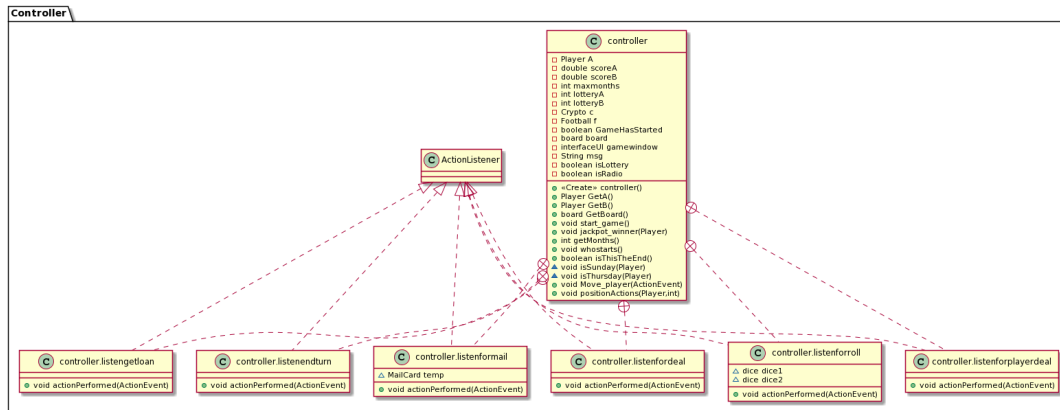 Controller
C controller
Player A
double scoreA
double scoreB
int maxmonths
int lotteryA
int lotteryB
Crypto c
Football f
boolean GameHasStarted
board board
interfaceUI gamewindow
String msg
boolean isLottery
boolean isRadio
«Create» controller()
Player GetA()
Player GetB()
board GetBoard()
void start_game()
void jackpot_winner(Player)
int getMonths()
void whostarts()
boolean isThisTheEnd()
void isSunday(Player)
void isThursday(Player)
void Move_player(ActionEvent)
void positionActions(Player,int)
C ActionListener
C controller.listengetloan
void actionPerformed(ActionEvent)
C controller.listenendturn
void actionPerformed(ActionEvent)
C controller.listenformail
MailCard temp
void actionPerformed(ActionEvent)
C controller.listenfordeal
void actionPerformed(ActionEvent)
C controller.listenforroll
dice dice1
dice dice2
void actionPerformed(ActionEvent)
C controller.listenforplayerdeal
void actionPerformed(ActionEvent)